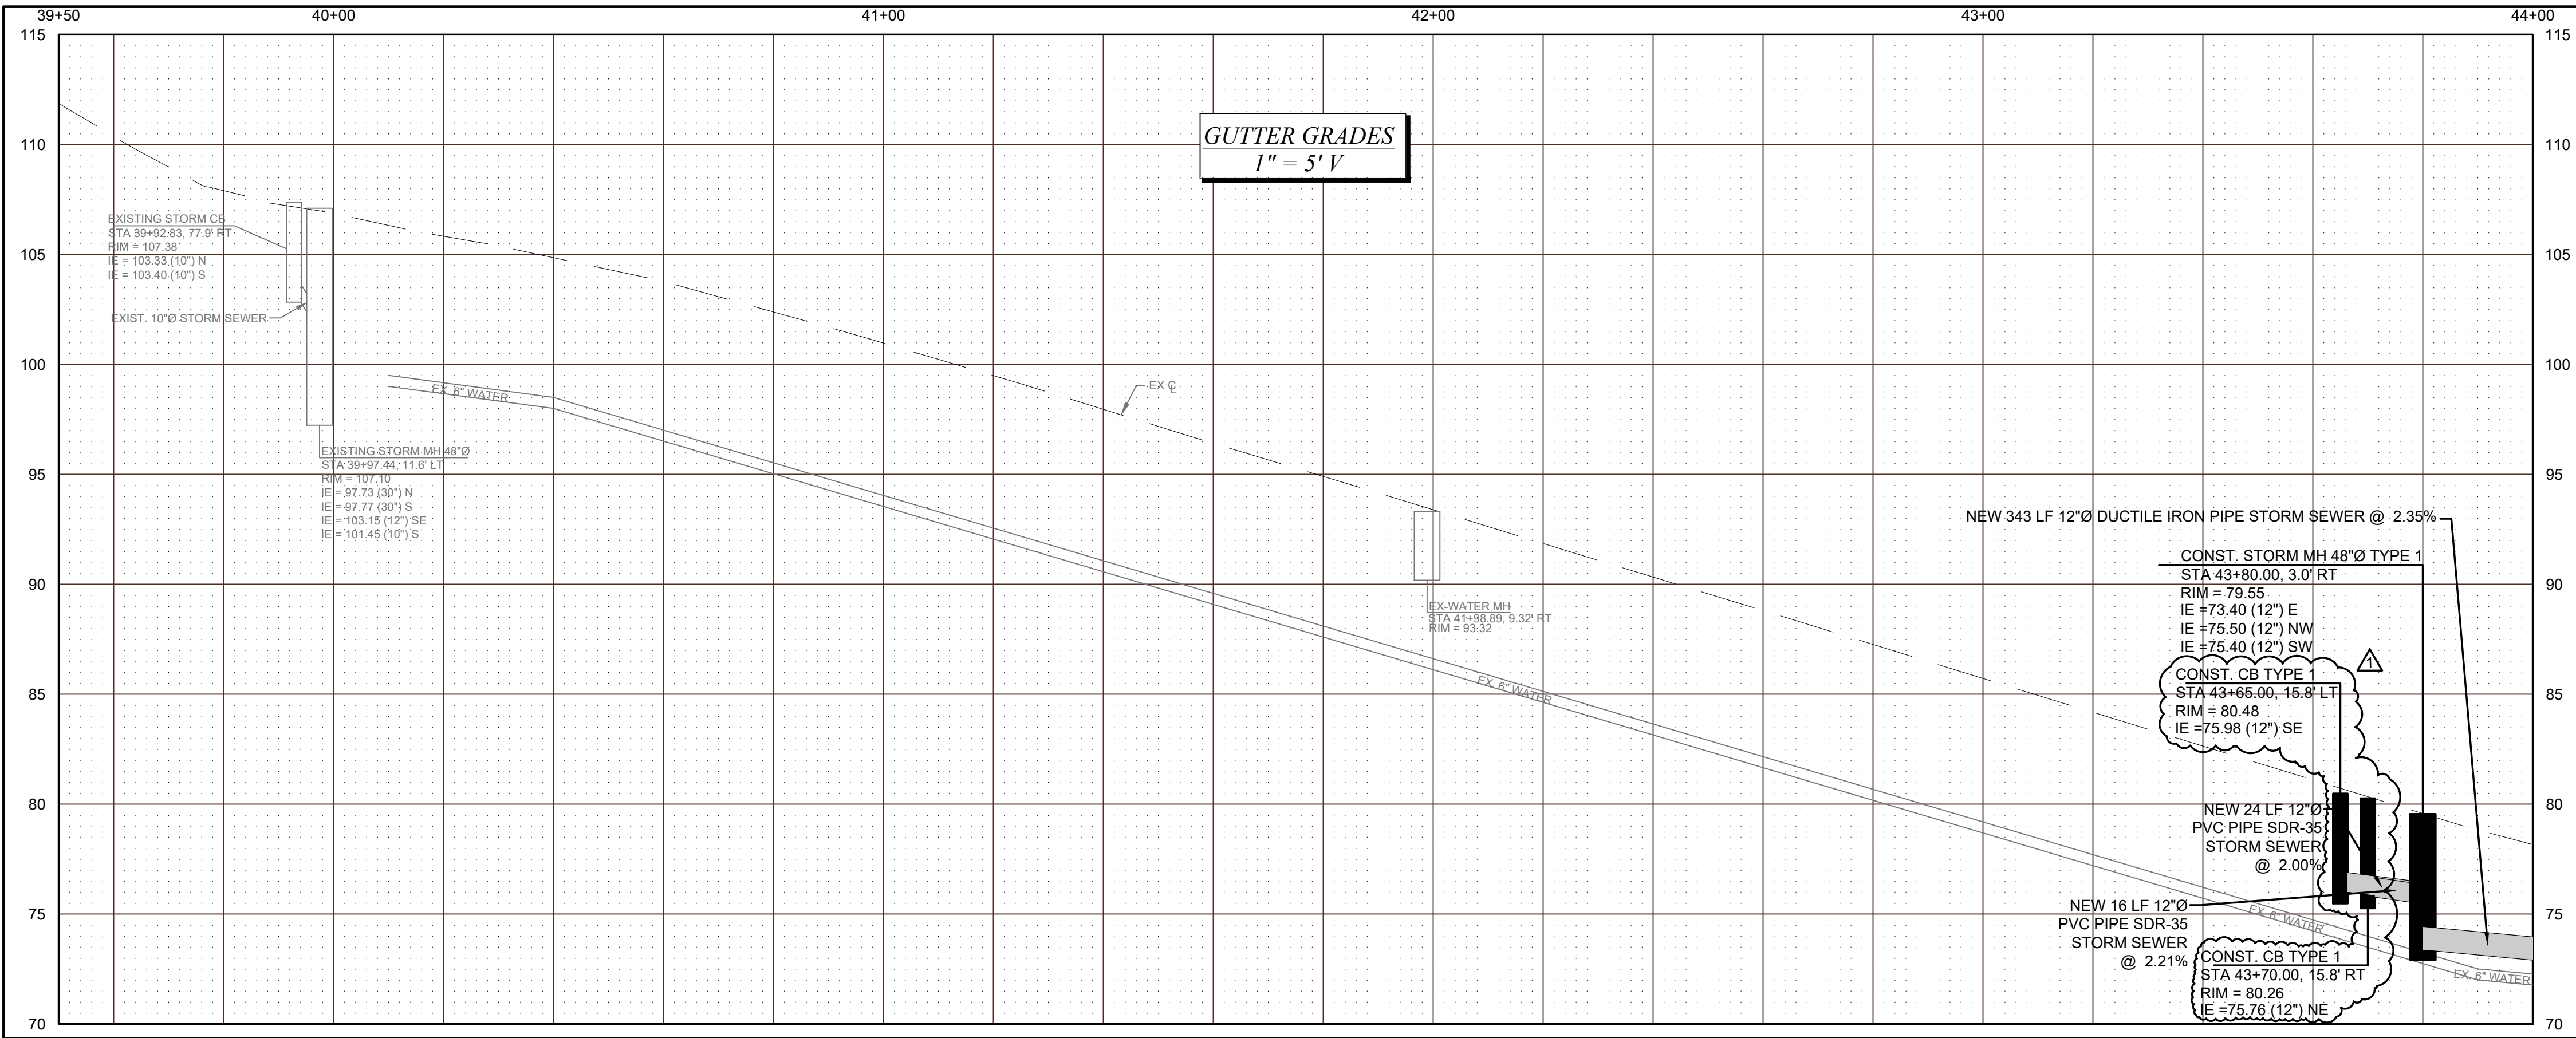 39+50
40+00
41+00
42+00
43+00
44+00
115
115
110
110
105
105
100
100
95
95
90
90
85
85
80
80
75
75
70
70
GUTTER GRADES
1" = 5' V
EXISTING STORM CB
STA 39+92.83, 77.9' RT
RIM = 107.38
IE = 103.33 (10") N
IE = 103.40 (10") S
EXIST. 10"Ø STORM SEWER
EX. 6" WATER
EXISTING STORM MH 48"Ø
STA 39+97.44, 11.6' LT
RIM = 107.10
IE = 97.73 (30") N
IE = 97.77 (30") S
IE = 103.15 (12") SE
IE = 101.45 (10") S
EX ℄
EX-WATER MH
STA 41+98.89, 9.32' RT
RIM = 93.32
EX. 6" WATER
NEW 343 LF 12"Ø DUCTILE IRON PIPE STORM SEWER @ 2.35%
CONST. STORM MH 48"Ø TYPE 1
STA 43+80.00, 3.0' RT
RIM = 79.55
IE =73.40 (12") E
IE =75.50 (12") NW
IE =75.40 (12") SW
1
CONST. CB TYPE 1
STA 43+65.00, 15.8' LT
RIM = 80.48
IE =75.98 (12") SE
NEW 24 LF 12"Ø
PVC PIPE SDR-35
STORM SEWER
@ 2.00%
NEW 16 LF 12"Ø
PVC PIPE SDR-35
STORM SEWER
@ 2.21%
EX. 6" WATER
CONST. CB TYPE 1
STA 43+70.00, 15.8' RT
RIM = 80.26
IE =75.76 (12") NE
EX. 6" WATER